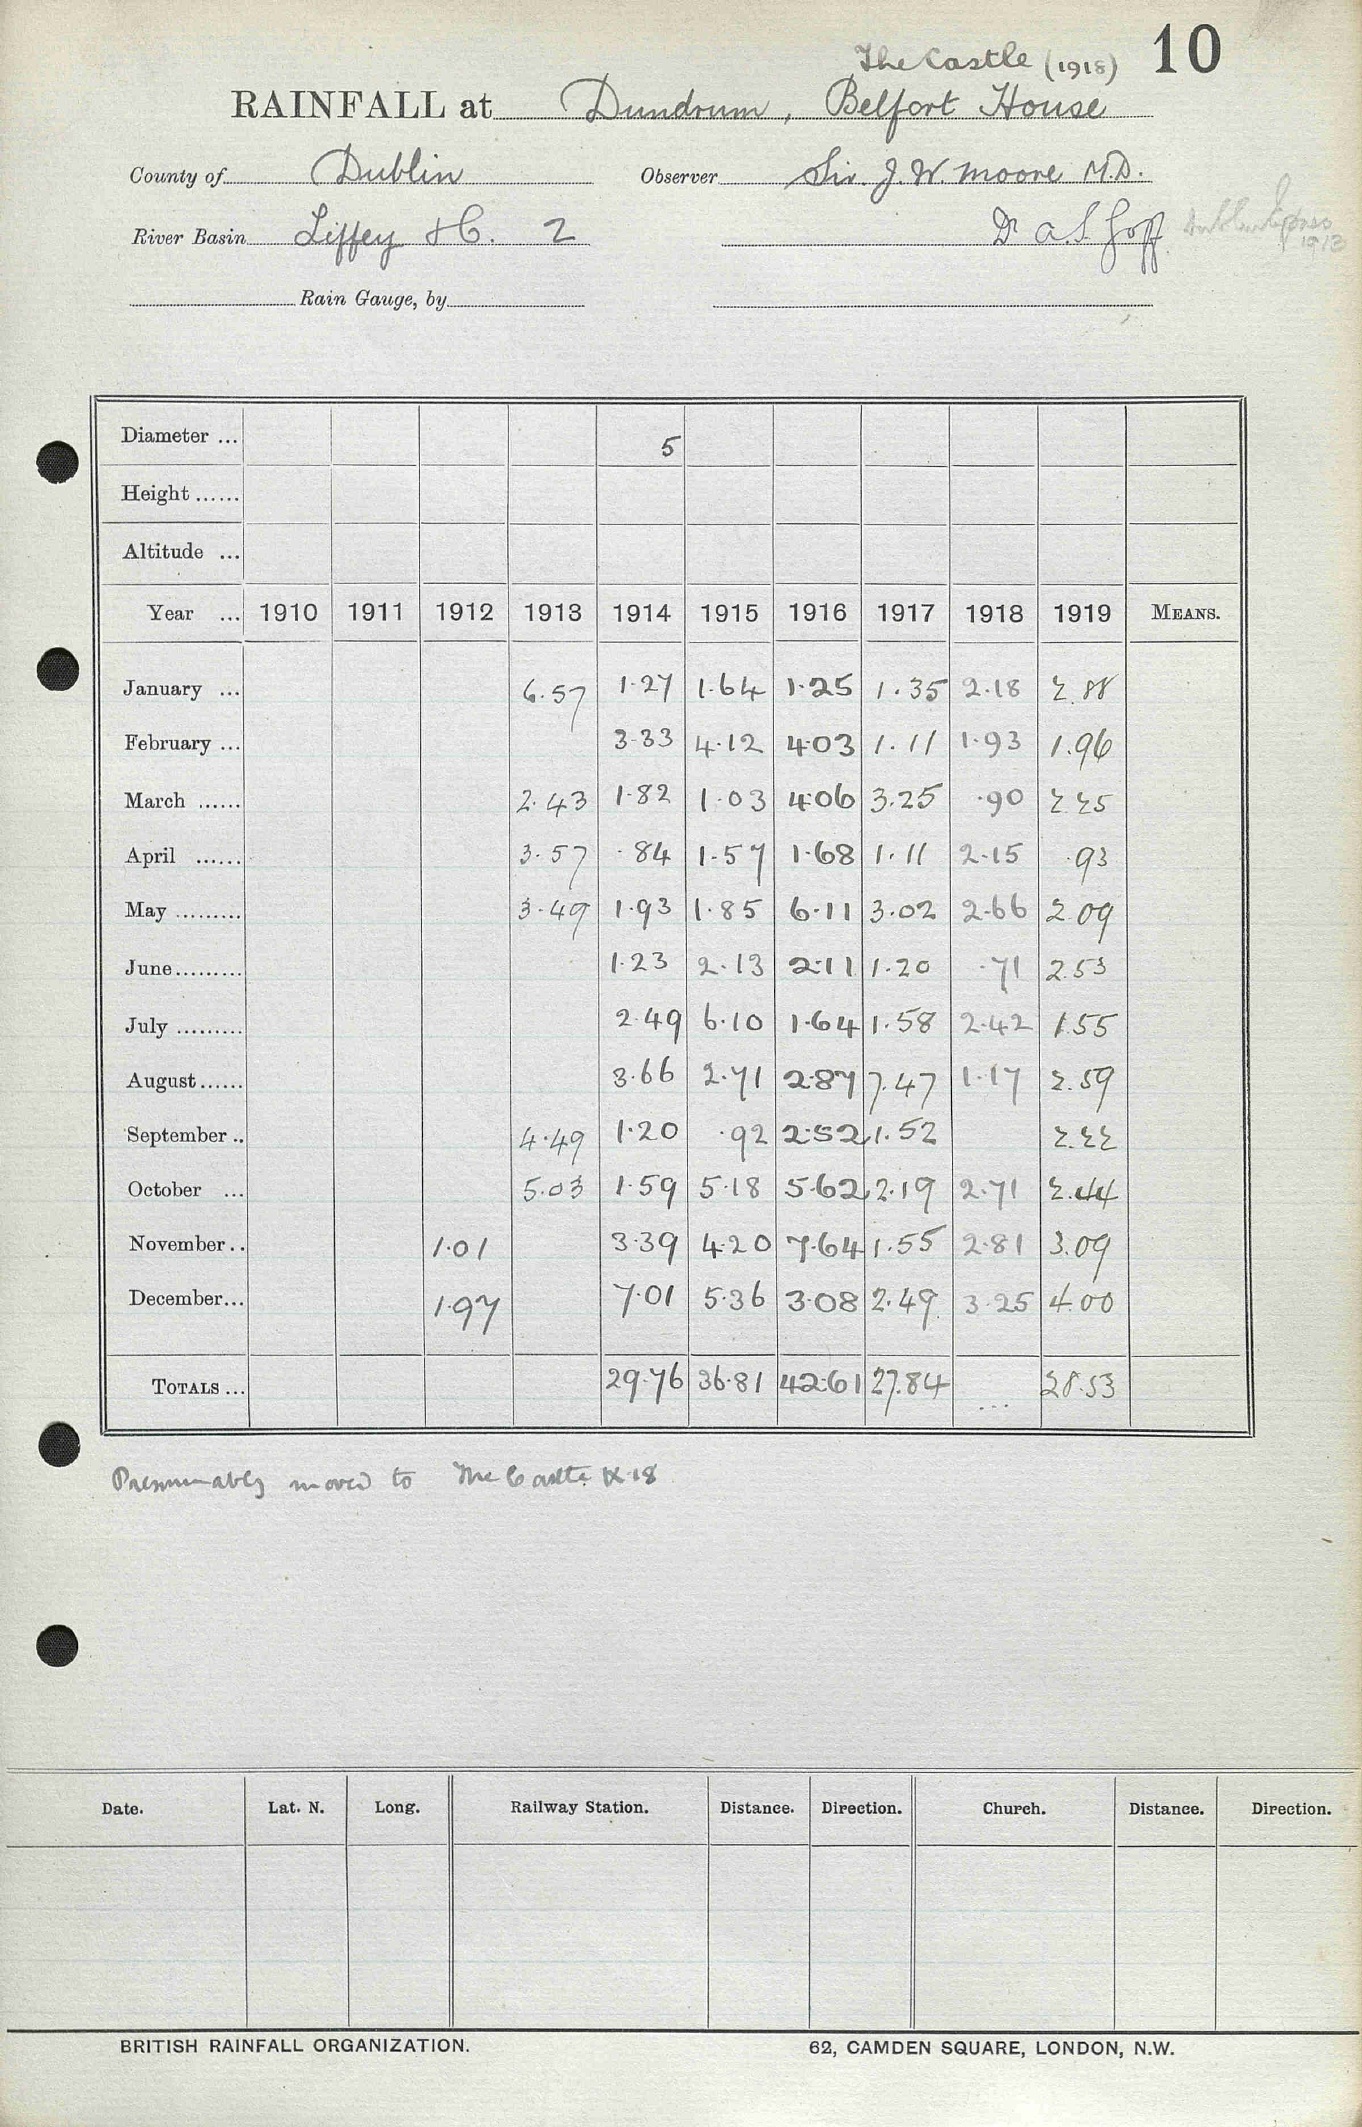 The Castle (1918) 10
RAINFALL at Dundrum, Belfort House
County of Dublin Observer Sir. J. W. Moore M.D.
River Basin Liffey &c. 2 Dr A S Goff
Rain Gauge, by
Diameter ... 5
Height ......
Altitude ...
Year ... 1910 1911 1912 1913 1914 1915 1916 1917 1918 1919 MEANS.
January ... 6.57 1.27 1.64 1.25 1.35 2.18 2.88
February ... 3.33 4.12 4.03 1.11 1.93 1.96
March ...... 2.43 1.82 1.03 4.06 3.25 .90 2.25
April ...... 3.57 .84 1.57 1.68 1.11 2.15 .93
May ......... 3.49 1.93 1.85 6.11 3.02 2.66 2.09
June......... 1.23 2.13 2.11 1.20 .71 2.53
July ......... 2.49 6.10 1.64 1.58 2.42 1.55
August...... 3.66 2.71 2.87 7.47 1.17 2.59
September .. 4.49 1.20 .92 2.52 1.52 2.22
October ... 5.03 1.59 5.18 5.62 2.19 2.71 2.44
November.. 1.01 3.39 4.20 7.64 1.55 2.81 3.09
December... 1.97 7.01 5.36 3.08 2.49 3.25 4.00
TOTALS ... 29.76 36.81 42.61 27.84 ... 28.53
Presumably moved to The Castle IX 18
Date. Lat. N. Long. Railway Station. Distance. Direction. Church. Distance. Direction.
BRITISH RAINFALL ORGANIZATION. 62, CAMDEN SQUARE, LONDON, N.W.